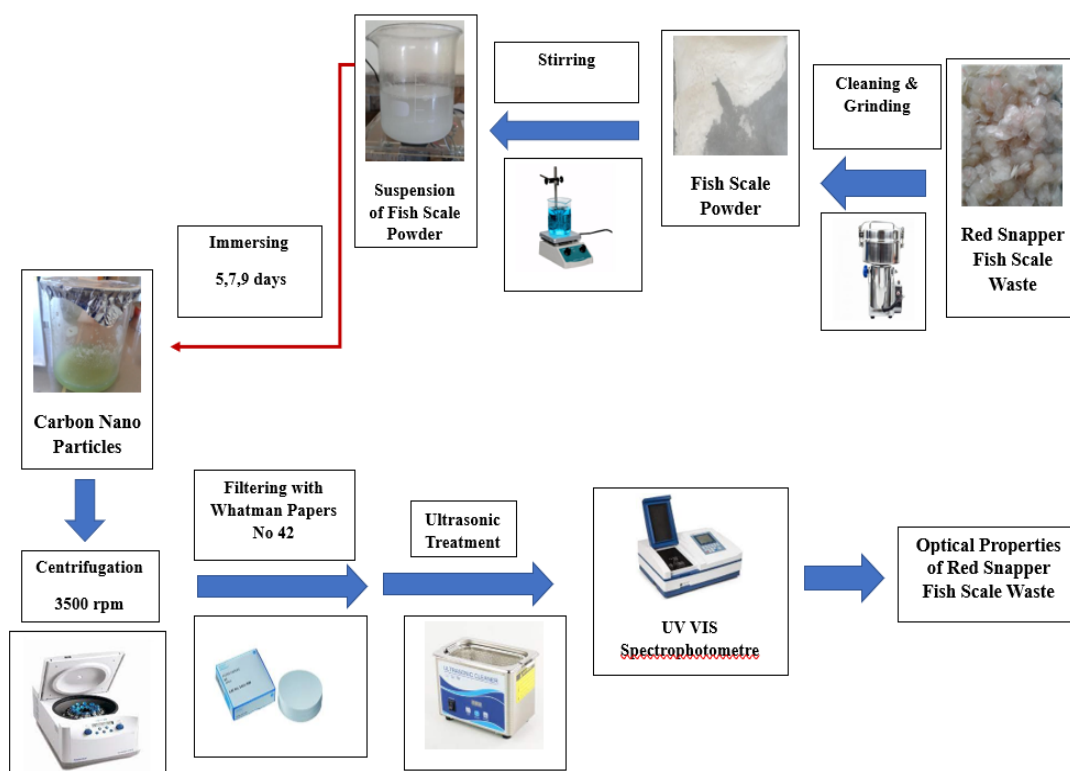 Red Snapper
Fish Scale
Waste
Cleaning &
Grinding
Fish Scale
Powder
Stirring
Suspension
of Fish Scale
Powder
Immersing
5,7,9 days
Carbon Nano
Particles
Centrifugation
3500 rpm
Filtering with
Whatman Papers
No 42
Ultrasonic
Treatment
ULTRASONIC CLEANER
UV VIS
Spectrophotometre
Optical Properties
of Red Snapper
Fish Scale Waste